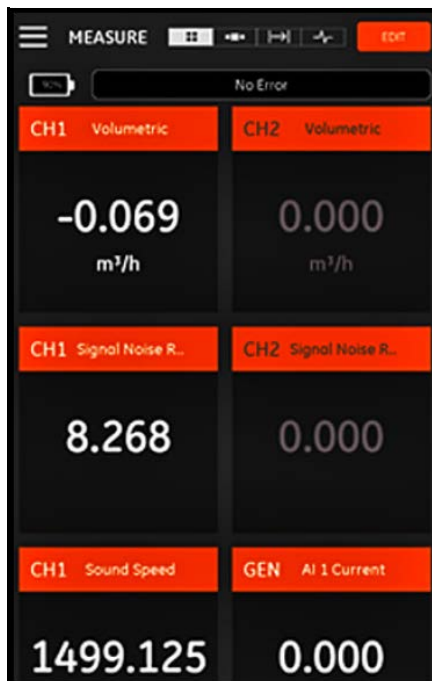 MEASURE EDIT
90% No Error
CH1 Volumetric CH2 Volumetric
-0.069 0.000
m³/h m³/h
CH1 Signal Noise R.. CH2 Signal Noise R..
8.268 0.000
CH1 Sound Speed GEN AI 1 Current
1499.125 0.000